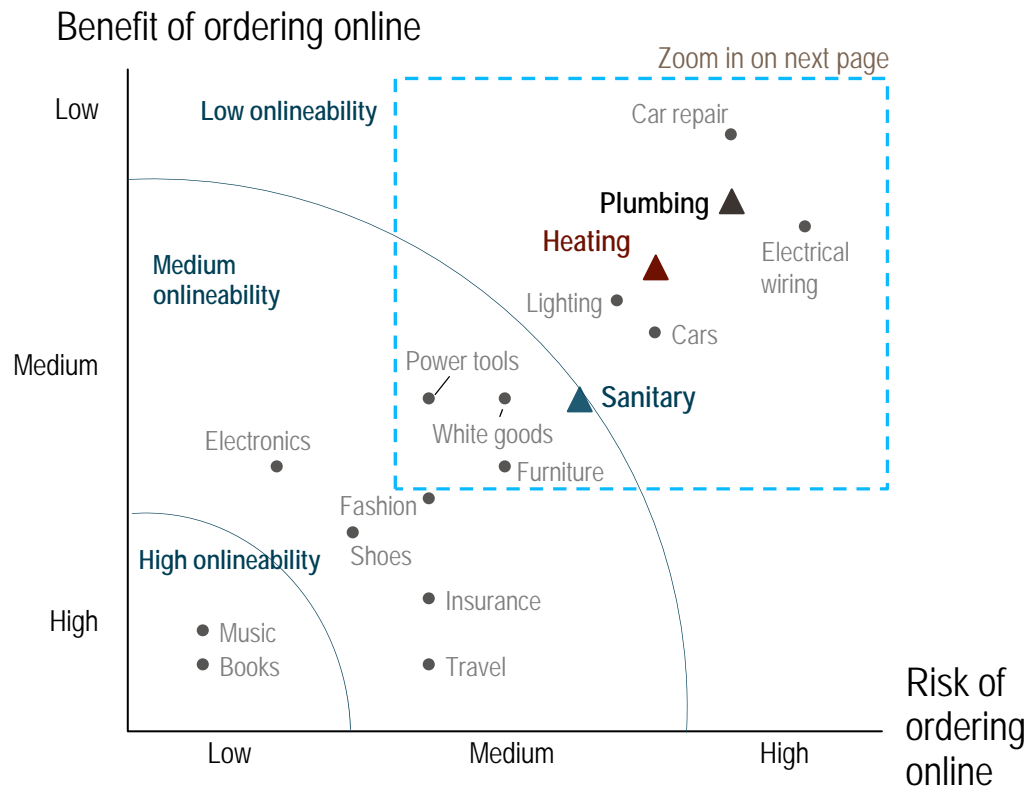 Benefit of ordering online
Zoom in on next page
Low
Low onlineability
Car repair
Plumbing
Heating
Electrical
wiring
Medium
onlineability
Lighting
Cars
Medium
Power tools
Sanitary
White goods
Electronics
Furniture
Fashion
Shoes
High onlineability
High
Insurance
Music
Books
Travel
Risk of
ordering
online
Low
Medium
High